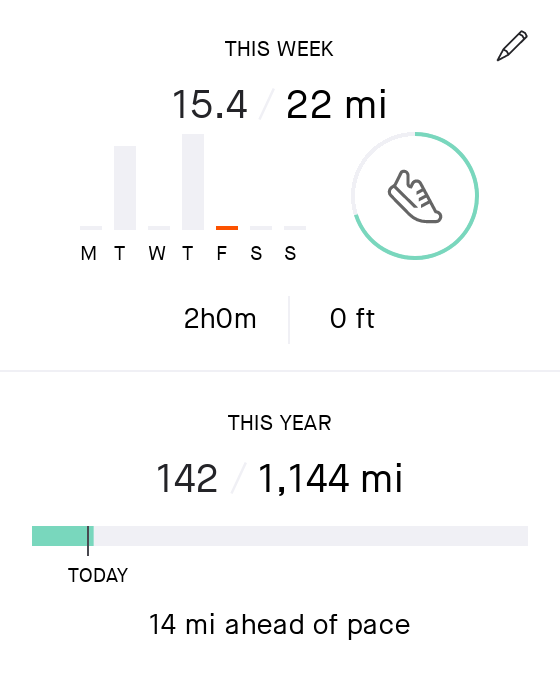 THIS WEEK
15.4 / 22 mi
M T W T F S S
2h0m 0 ft
THIS YEAR
142 / 1,144 mi
TODAY
14 mi ahead of pace